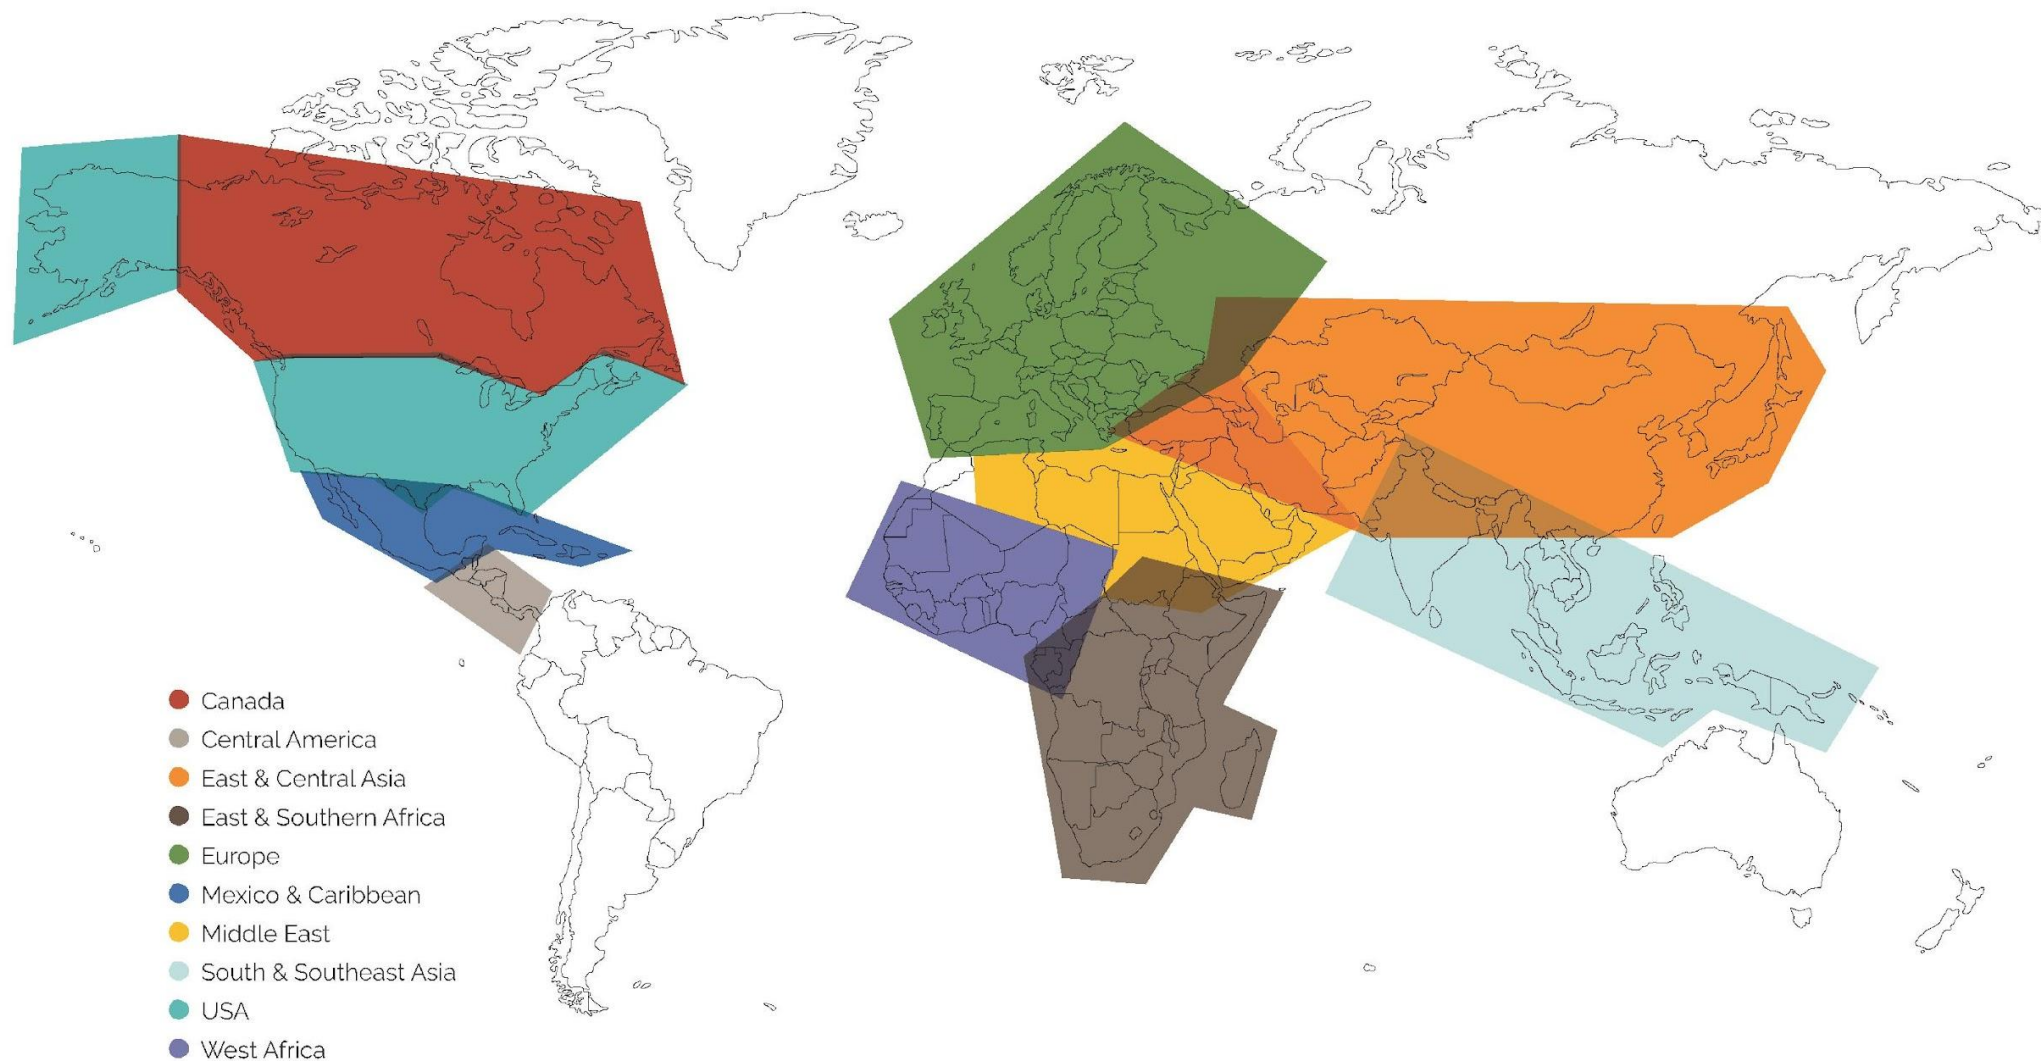 Canada
Central America
East & Central Asia
East & Southern Africa
Europe
Mexico & Caribbean
Middle East
South & Southeast Asia
USA
West Africa